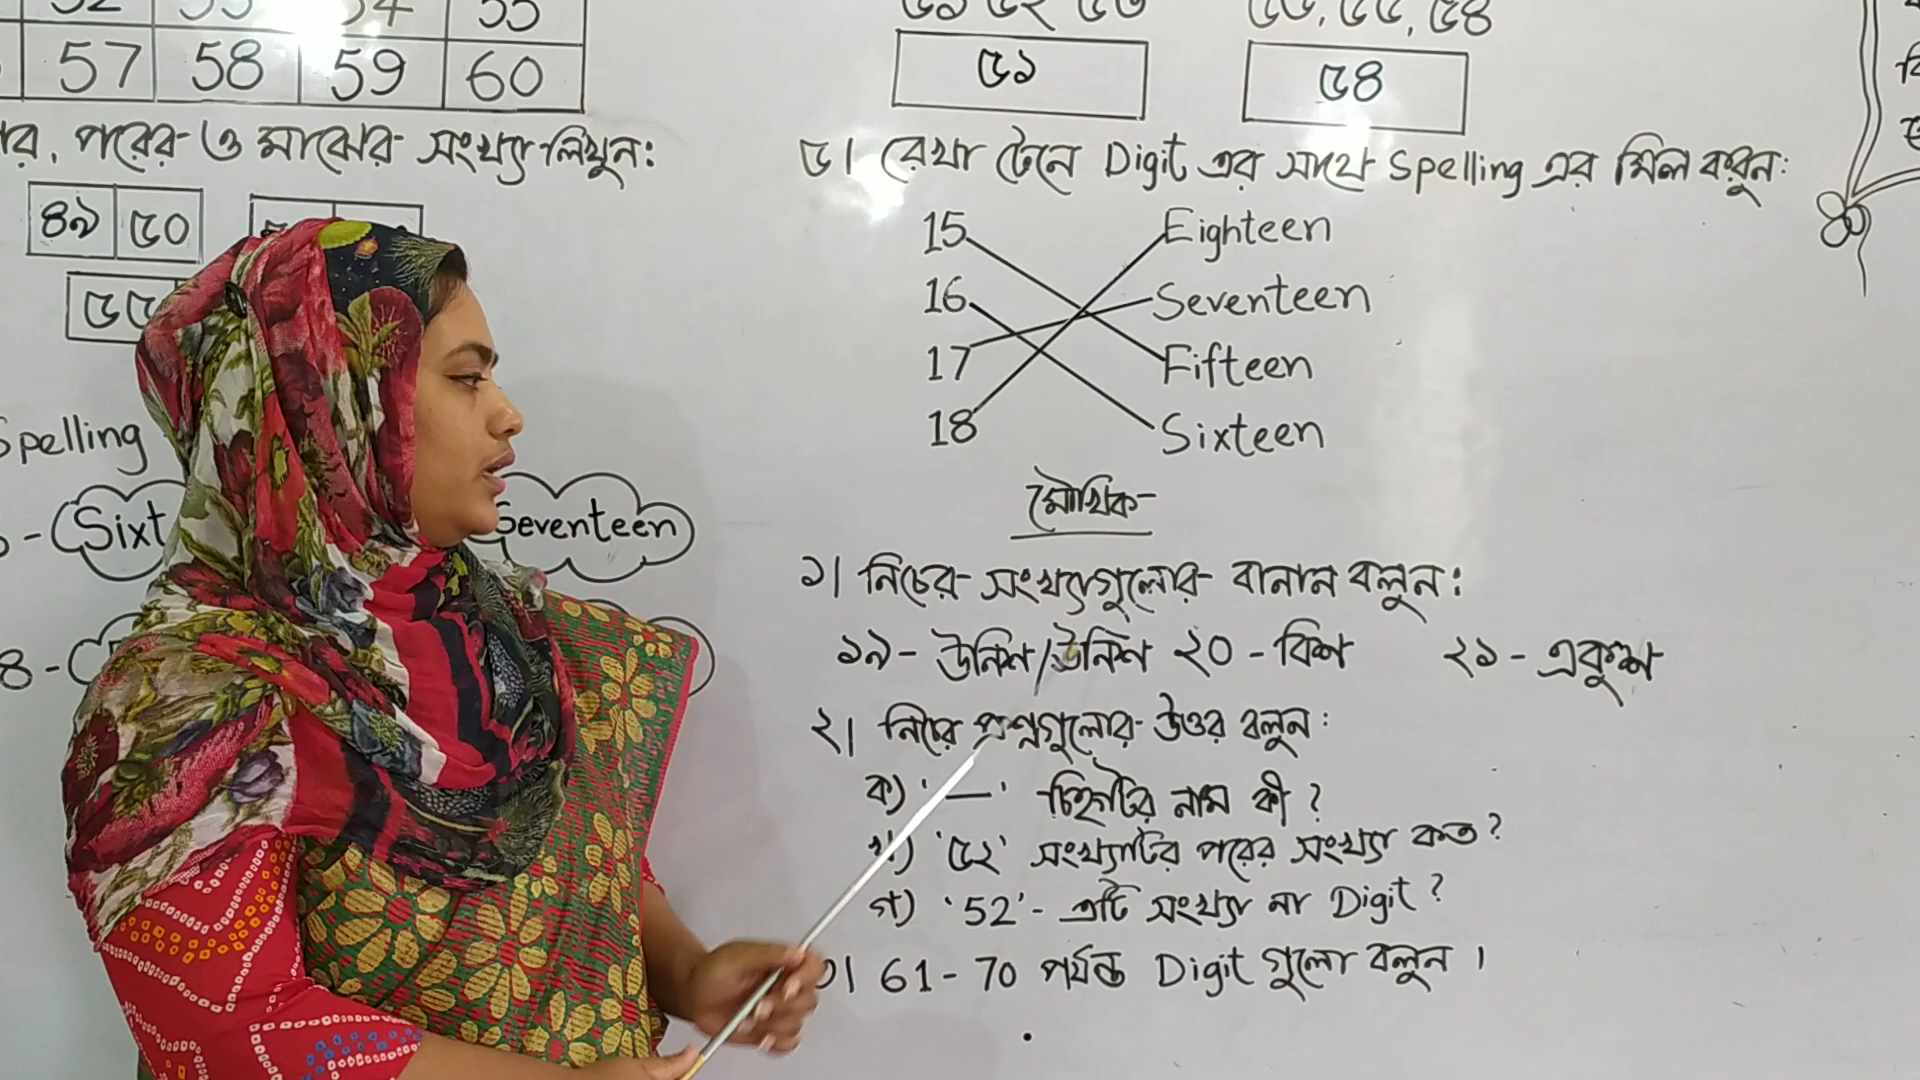 57 58 59 60
পরের ও মাঝের সংখ্যা লিখুন:
৪৯ ৫০
৫৫
Spelling
Seventeen
৫১
৫৪
৬। রেখা টেনে Digit এর সাথে Spelling এর মিল করুন:
15 Eighteen
16 Seventeen
17 Fifteen
18 Sixteen
মৌখিক
১। নিচের সংখ্যাগুলোর বানান বলুন:
১৯ - উনিশ/ঊনিশ ২০ - বিশ ২১ - একুশ
২। নিচের প্রশ্নগুলোর উত্তর বলুন:
ক) '—' চিহ্নটির নাম কী?
খ) '৫২' সংখ্যাটির পরের সংখ্যা কত?
গ) '52' - এটি সংখ্যা না Digit?
৩। 61 - 70 পর্যন্ত Digit গুলো বলুন।